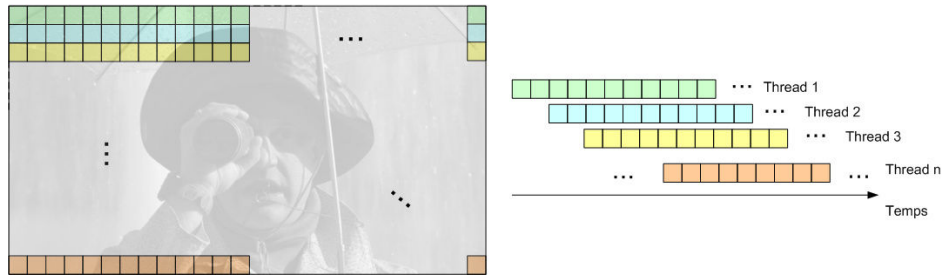 ...
... Thread 1
... Thread 2
... Thread 3
... ... Thread n
Temps